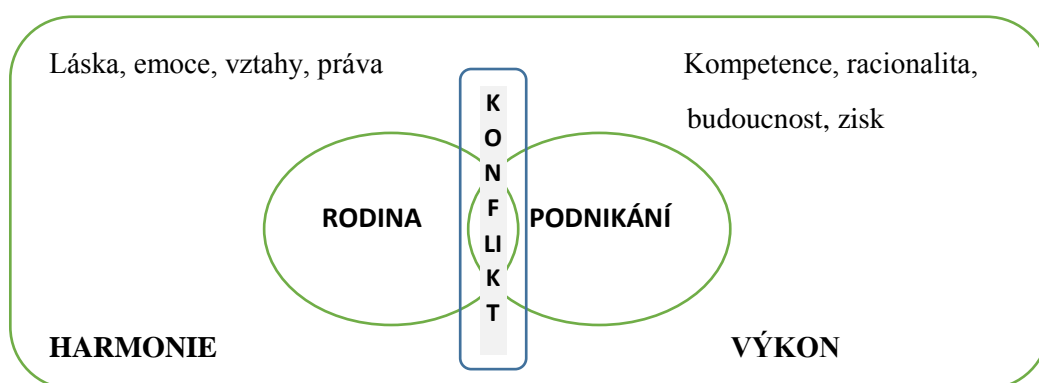 Láska, emoce, vztahy, práva
Kompetence, racionalita,
budoucnost, zisk
K
O
N
F
LI
K
T
RODINA
PODNIKÁNÍ
HARMONIE
VÝKON